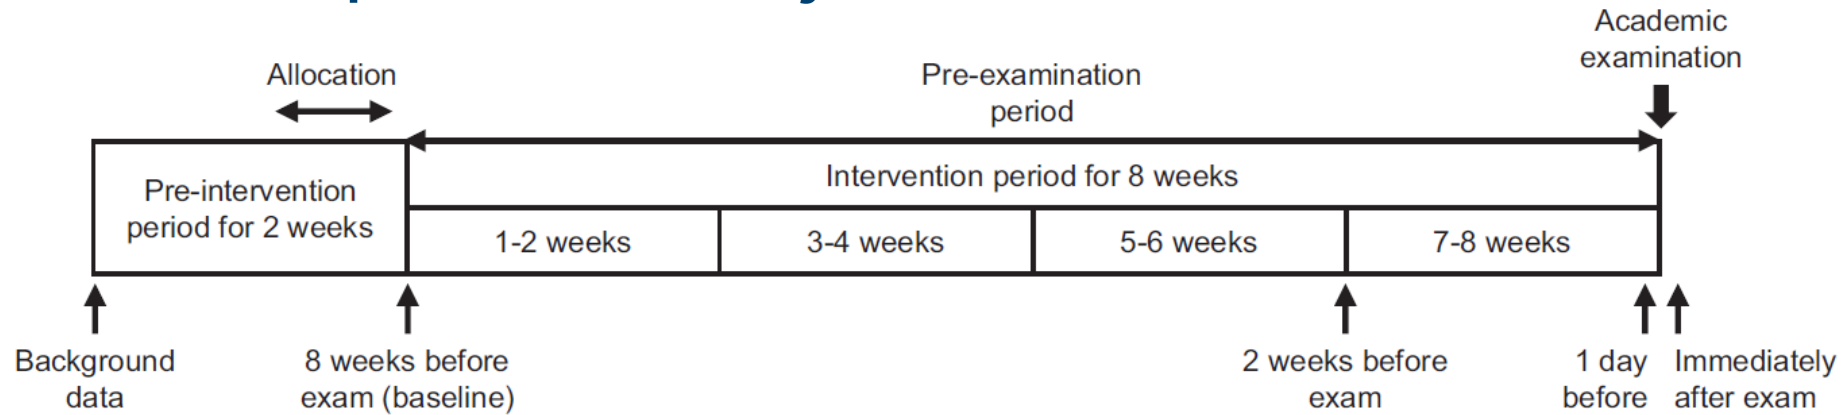 Academic
examination
Allocation
Pre-examination
period
Pre-intervention
period for 2 weeks
Intervention period for 8 weeks
1-2 weeks
3-4 weeks
5-6 weeks
7-8 weeks
Background
data
8 weeks before
exam (baseline)
2 weeks before
exam
1 day
before
Immediately
after exam